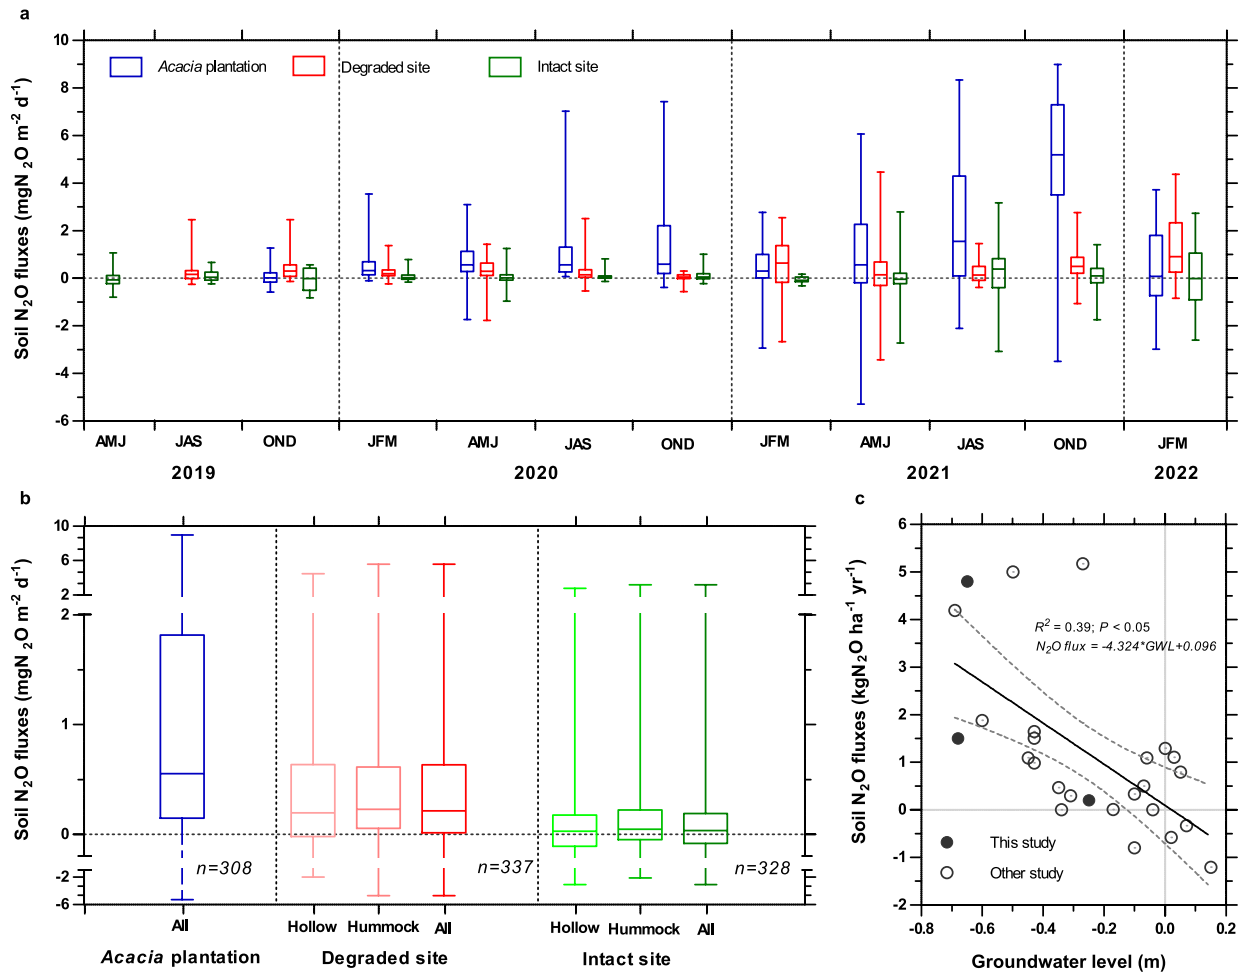 a
10
8
6
4
2
0
-2
-4
-6
Soil N₂O fluxes (mgN₂O m⁻² d⁻¹)
Acacia plantation
Degraded site
Intact site
AMJ JAS OND JFM AMJ JAS OND JFM AMJ JAS OND JFM
2019 2020 2021 2022
b
10
6
2
2
1
0
-2
-6
Soil N₂O fluxes (mgN₂O m⁻² d⁻¹)
n=308
n=337
n=328
All Hollow Hummock All Hollow Hummock All
Acacia plantation Degraded site Intact site
c
6
5
4
3
2
1
0
-1
-2
Soil N₂O fluxes (kgN₂O ha⁻¹ yr⁻¹)
R² = 0.39; P < 0.05
N₂O flux = -4.324*GWL+0.096
This study
Other study
-0.8 -0.6 -0.4 -0.2 0.0 0.2
Groundwater level (m)